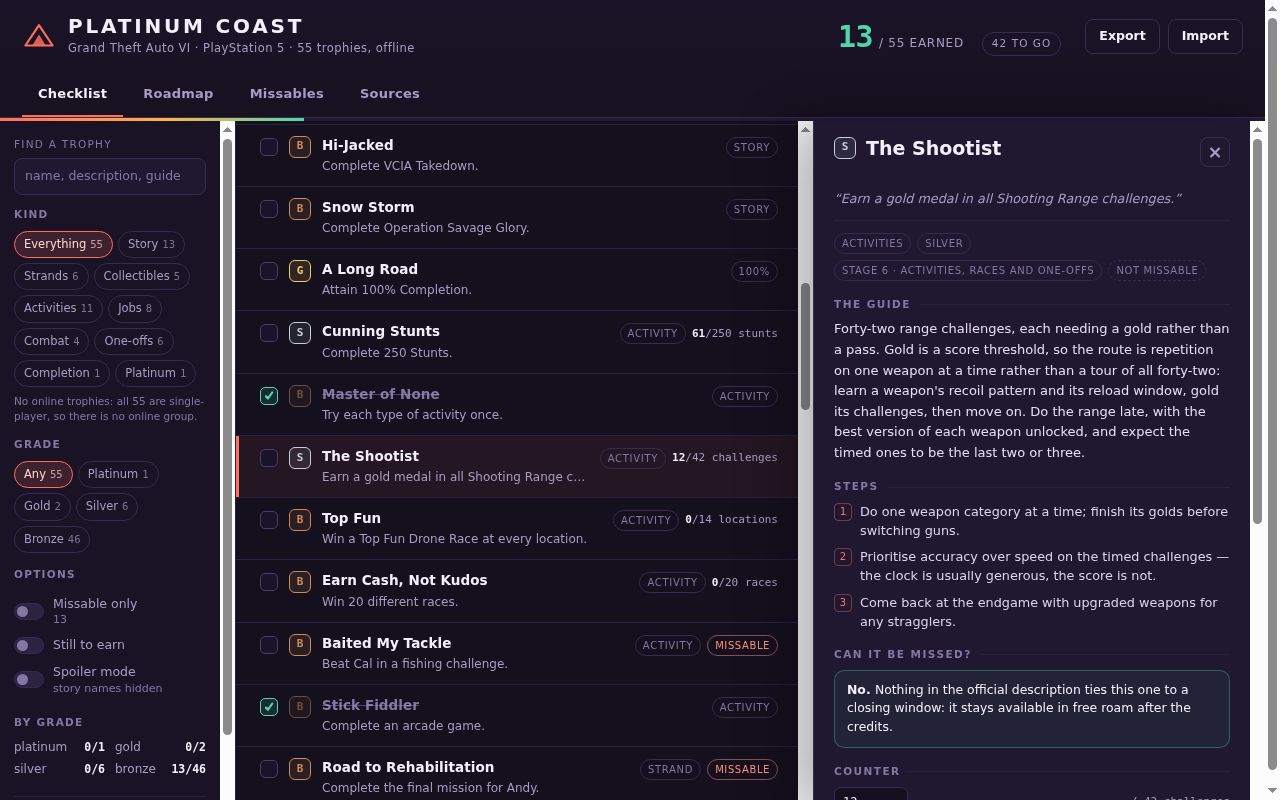 PLATINUM COAST
Grand Theft Auto VI · PlayStation 5 · 55 trophies, offline
13 / 55 EARNED
42 TO GO
Export
Import
Checklist
Roadmap
Missables
Sources
FIND A TROPHY
name, description, guide
KIND
Everything 55
Story 13
Strands 6
Collectibles 5
Activities 11
Jobs 8
Combat 4
One-offs 6
Completion 1
Platinum 1
No online trophies: all 55 are single-
player, so there is no online group.
GRADE
Any 55
Platinum 1
Gold 2
Silver 6
Bronze 46
OPTIONS
Missable only
13
Still to earn
Spoiler mode
story names hidden
BY GRADE
platinum 0/1 gold 0/2
silver 0/6 bronze 13/46
B Hi-Jacked STORY
Complete VCIA Takedown.
B Snow Storm STORY
Complete Operation Savage Glory.
G A Long Road 100%
Attain 100% Completion.
S Cunning Stunts ACTIVITY 61/250 stunts
Complete 250 Stunts.
B Master of None ACTIVITY
Try each type of activity once.
S The Shootist ACTIVITY 12/42 challenges
Earn a gold medal in all Shooting Range c…
B Top Fun ACTIVITY 0/14 locations
Win a Top Fun Drone Race at every location.
B Earn Cash, Not Kudos ACTIVITY 0/20 races
Win 20 different races.
B Baited My Tackle ACTIVITY MISSABLE
Beat Cal in a fishing challenge.
B Stick Fiddler ACTIVITY
Complete an arcade game.
B Road to Rehabilitation STRAND MISSABLE
Complete the final mission for Andy.
S The Shootist ×
“Earn a gold medal in all Shooting Range challenges.”
ACTIVITIES
SILVER
STAGE 6 · ACTIVITIES, RACES AND ONE-OFFS
NOT MISSABLE
THE GUIDE
Forty-two range challenges, each needing a gold rather than
a pass. Gold is a score threshold, so the route is repetition
on one weapon at a time rather than a tour of all forty-two:
learn a weapon's recoil pattern and its reload window, gold
its challenges, then move on. Do the range late, with the
best version of each weapon unlocked, and expect the
timed ones to be the last two or three.
STEPS
1 Do one weapon category at a time; finish its golds before
switching guns.
2 Prioritise accuracy over speed on the timed challenges —
the clock is usually generous, the score is not.
3 Come back at the endgame with upgraded weapons for
any stragglers.
CAN IT BE MISSED?
No. Nothing in the official description ties this one to a
closing window: it stays available in free roam after the
credits.
COUNTER
12 / 42 challenges